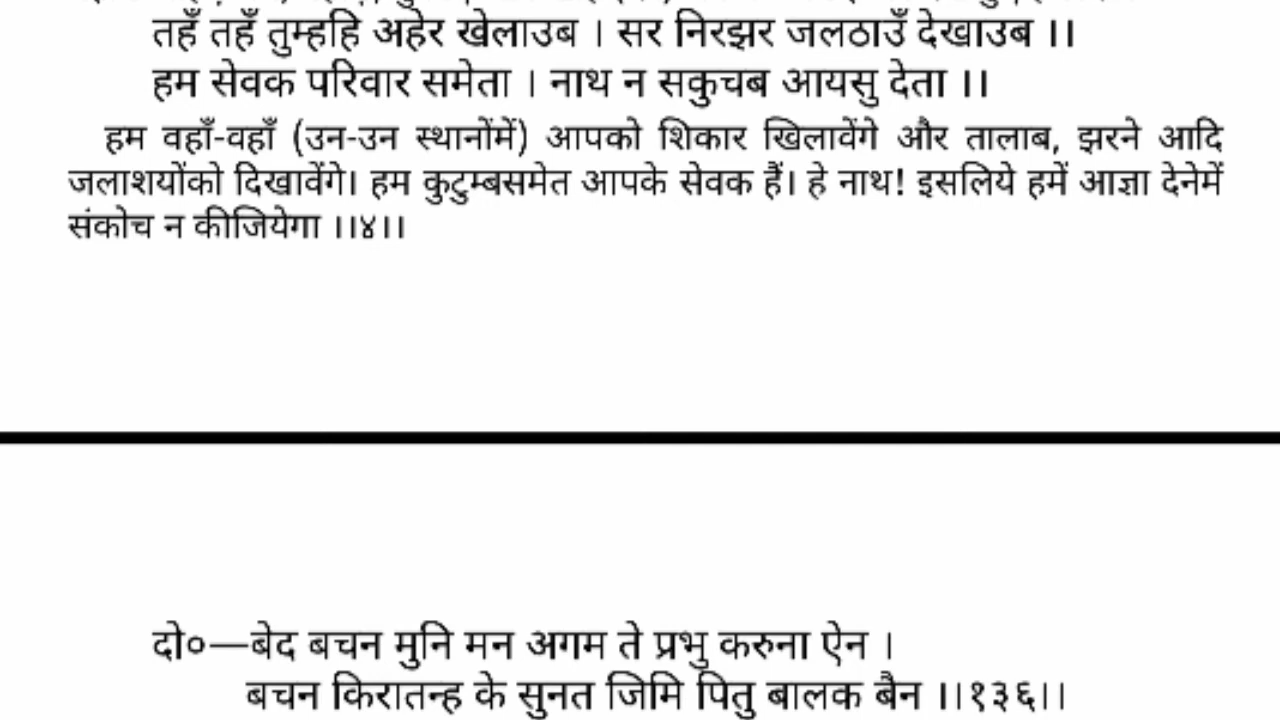 तहँ तहँ तुम्हहि अहेर खेलाउब । सर निरझर जलठाउँ देखाउब ।।
हम सेवक परिवार समेता । नाथ न सकुचब आयसु देता ।।
हम वहाँ-वहाँ (उन-उन स्थानोंमें) आपको शिकार खिलावेंगे और तालाब, झरने आदि
जलाशयोंको दिखावेंगे। हम कुटुम्बसमेत आपके सेवक हैं। हे नाथ! इसलिये हमें आज्ञा देनेमें
संकोच न कीजियेगा ।।४।।
दो०—बेद बचन मुनि मन अगम ते प्रभु करुना ऐन ।
बचन किरातन्ह के सुनत जिमि पितु बालक बैन ।।१३६।।